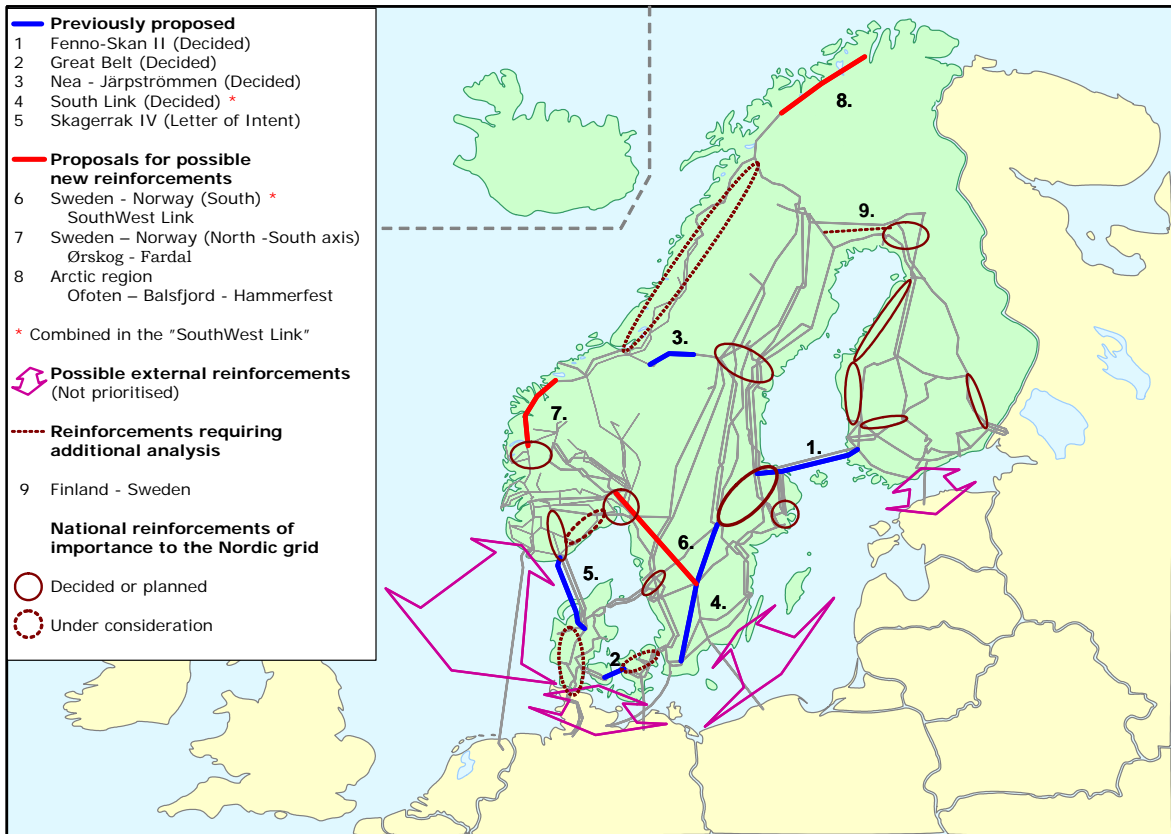 Previously proposed
1 Fenno-Skan II (Decided)
2 Great Belt (Decided)
3 Nea - Järpströmmen (Decided)
4 South Link (Decided) *
5 Skagerrak IV (Letter of Intent)
Proposals for possible
new reinforcements
6 Sweden - Norway (South) *
SouthWest Link
7 Sweden – Norway (North -South axis)
Ørskog - Fardal
8 Arctic region
Ofoten – Balsfjord - Hammerfest
* Combined in the "SouthWest Link"
Possible external reinforcements
(Not prioritised)
Reinforcements requiring
additional analysis
9 Finland - Sweden
National reinforcements of
importance to the Nordic grid
Decided or planned
Under consideration
8.
9.
3.
7.
1.
6.
5.
4.
2.